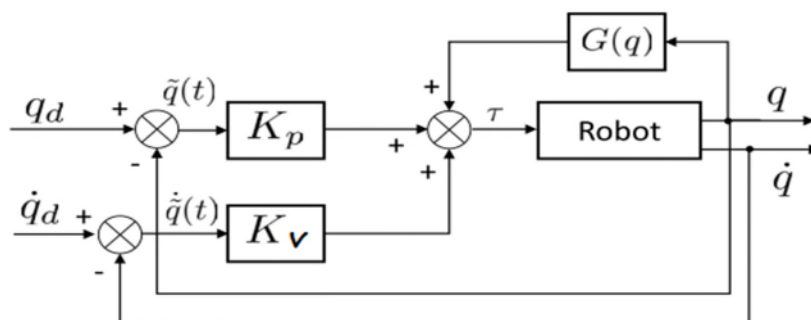 G(q)
+
q_d + q̃(t) K_p + τ Robot q
- + +
q̇_d + q̃̇(t) K_v q̇
-